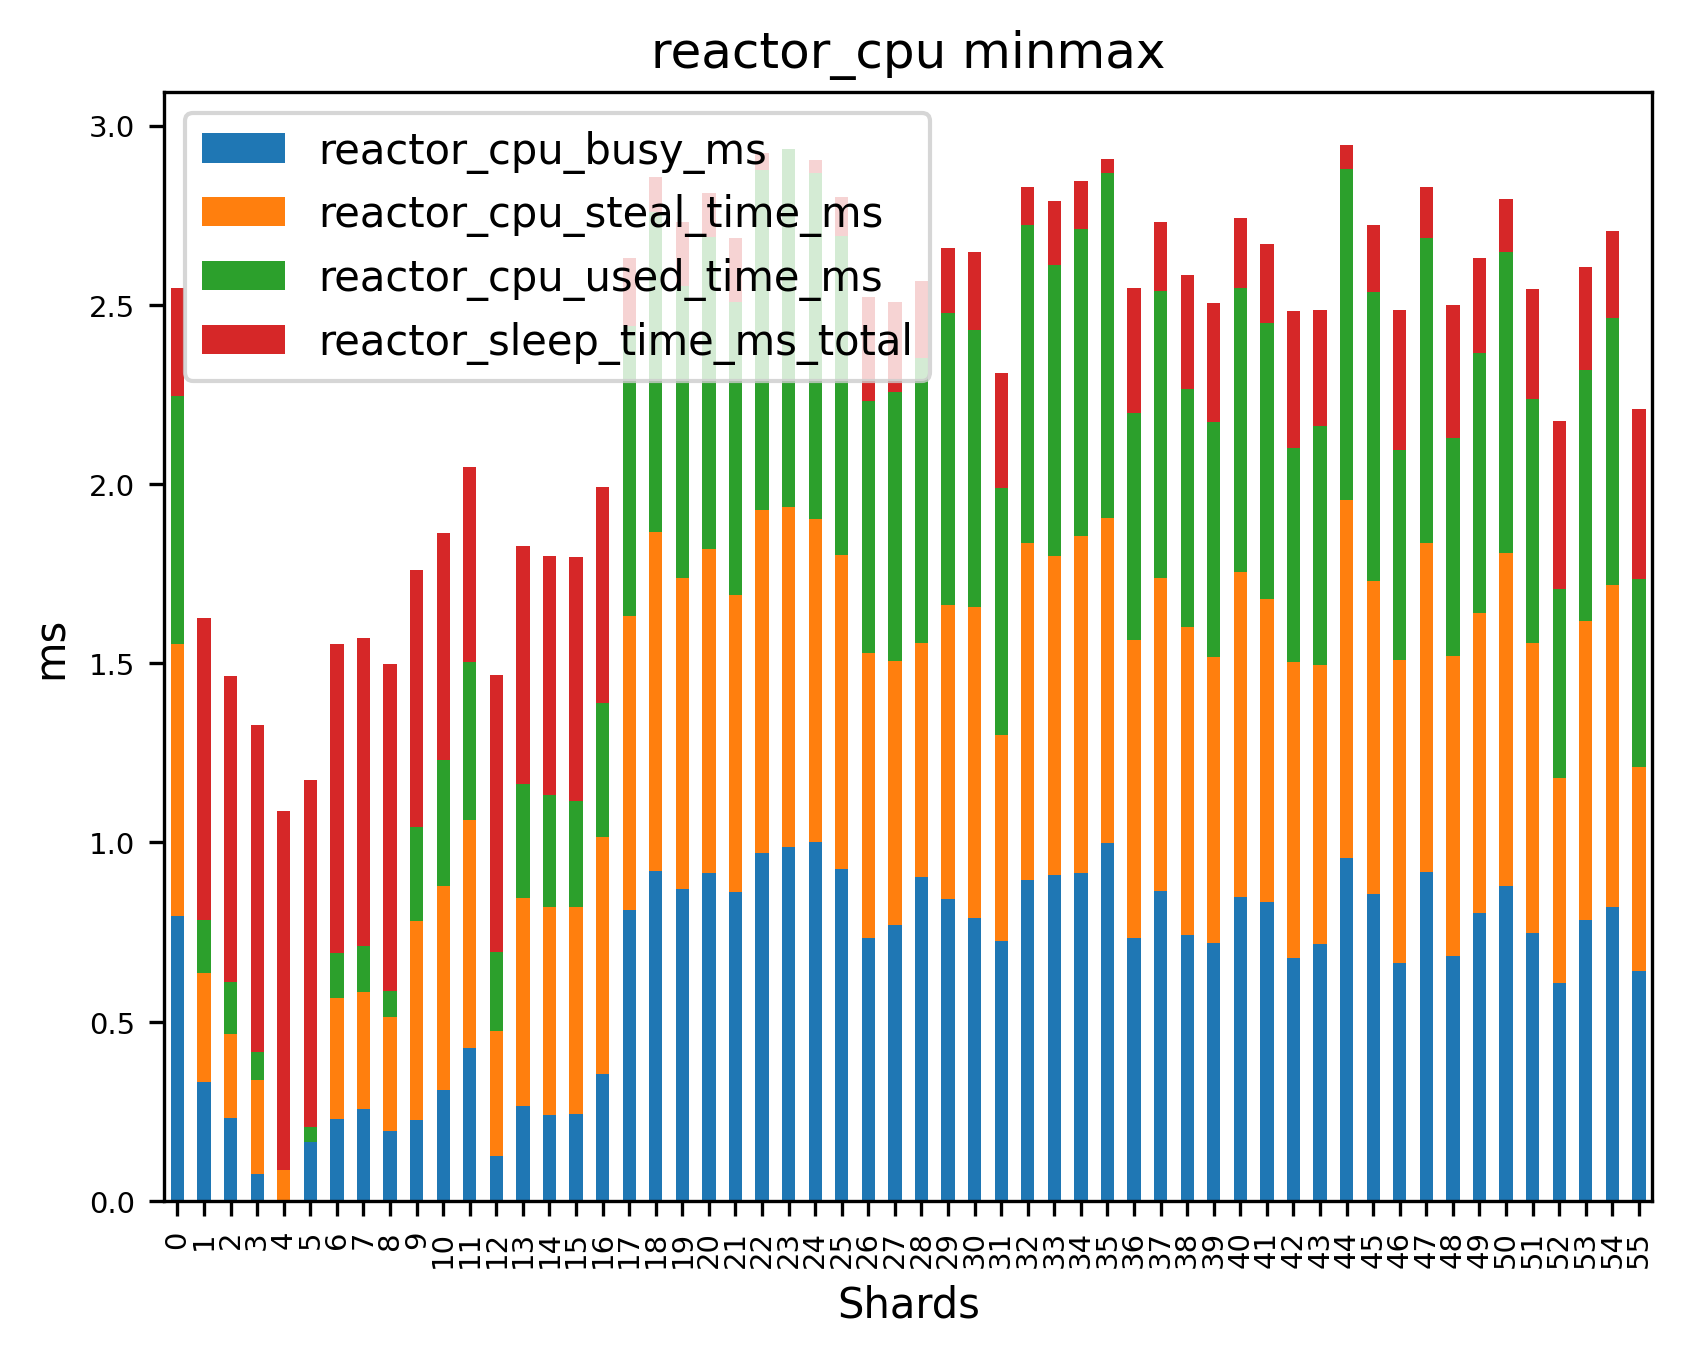 reactor_cpu minmax
reactor_cpu_busy_ms
reactor_cpu_steal_time_ms
reactor_cpu_used_time_ms
reactor_sleep_time_ms_total
3.0
2.5
2.0
1.5
1.0
0.5
0.0
ms
0 1 2 3 4 5 6 7 8 9 10 11 12 13 14 15 16 17 18 19 20 21 22 23 24 25 26 27 28 29 30 31 32 33 34 35 36 37 38 39 40 41 42 43 44 45 46 47 48 49 50 51 52 53 54 55
Shards